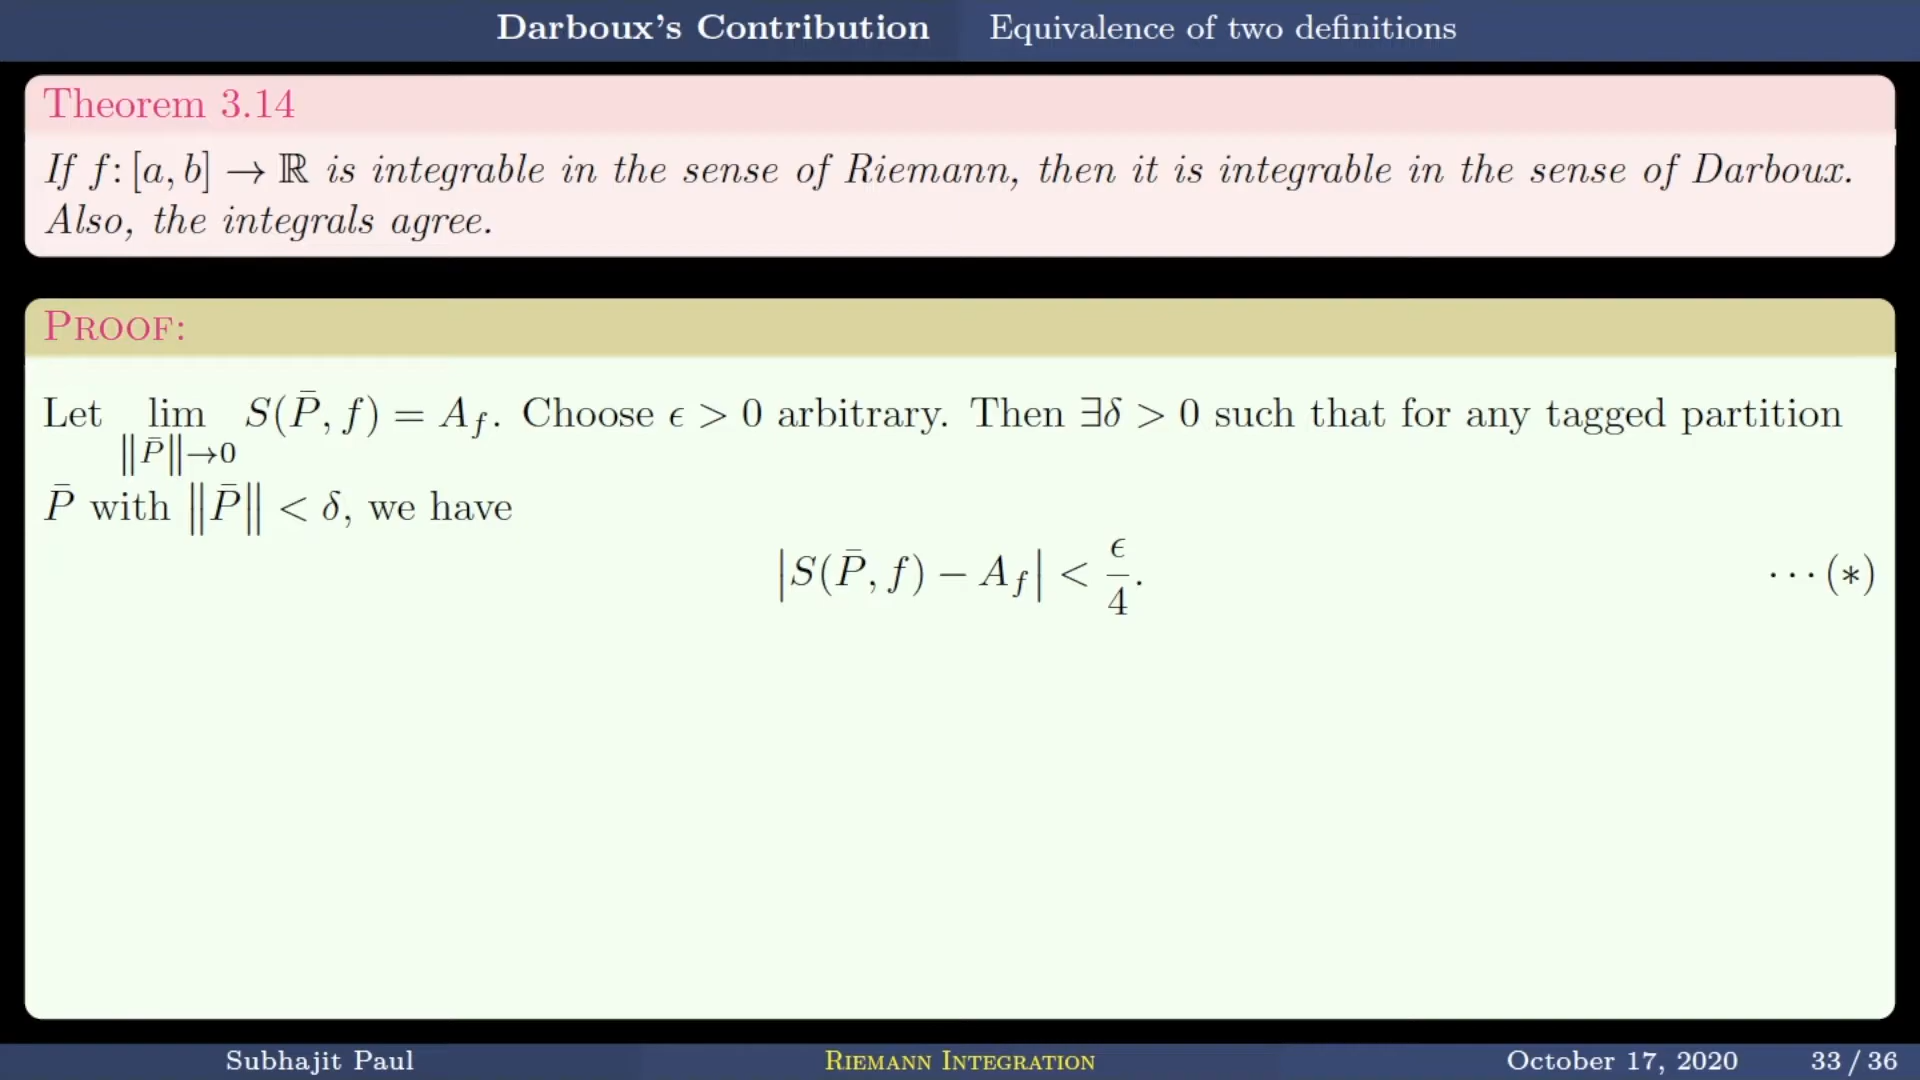 Darboux's Contribution Equivalence of two definitions
Theorem 3.14
If f: [a, b] → ℝ is integrable in the sense of Riemann, then it is integrable in the sense of Darboux.
Also, the integrals agree.
PROOF:
Let lim S(P̄, f) = A_f. Choose ϵ > 0 arbitrary. Then ∃δ > 0 such that for any tagged partition
‖P̄‖→0
P̄ with ‖P̄‖ < δ, we have
|S(P̄, f) − A_f| < ϵ/4. ⋯(∗)
Subhajit Paul RIEMANN INTEGRATION October 17, 2020 33 / 36